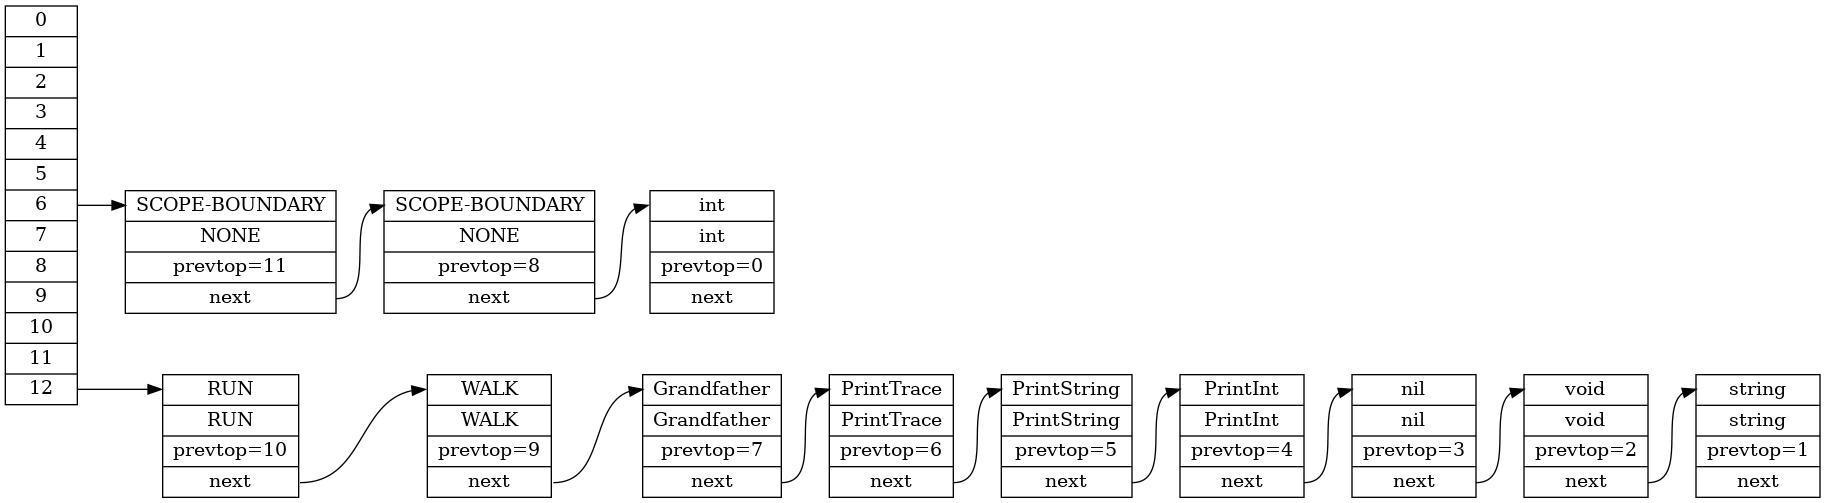 0
1
2
3
4
5
6
7
8
9
10
11
12
SCOPE-BOUNDARY
NONE
prevtop=11
next
SCOPE-BOUNDARY
NONE
prevtop=8
next
int
int
prevtop=0
next
RUN
RUN
prevtop=10
next
WALK
WALK
prevtop=9
next
Grandfather
Grandfather
prevtop=7
next
PrintTrace
PrintTrace
prevtop=6
next
PrintString
PrintString
prevtop=5
next
PrintInt
PrintInt
prevtop=4
next
nil
nil
prevtop=3
next
void
void
prevtop=2
next
string
string
prevtop=1
next